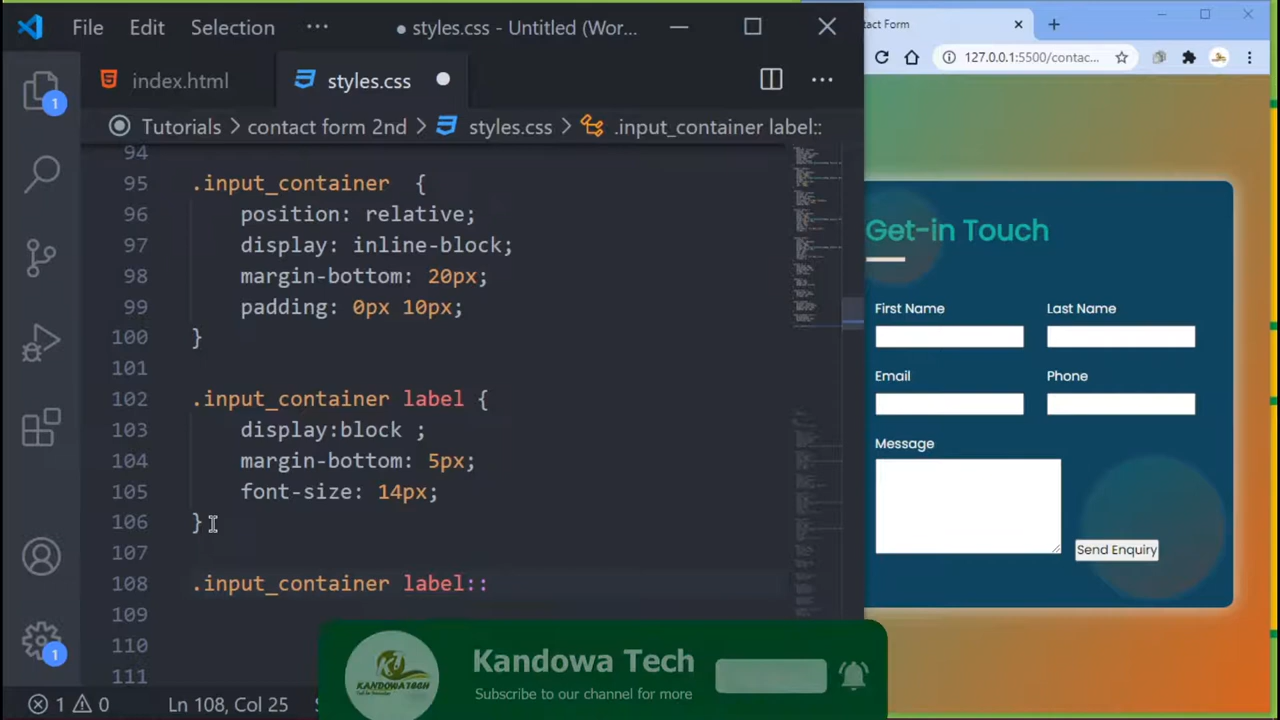 File Edit Selection ··· ● styles.css - Untitled (Wor...
index.html styles.css
Tutorials > contact form 2nd > styles.css > .input_container label::
94
95 .input_container {
96 position: relative;
97 display: inline-block;
98 margin-bottom: 20px;
99 padding: 0px 10px;
100 }
101
102 .input_container label {
103 display:block ;
104 margin-bottom: 5px;
105 font-size: 14px;
106 }
107
108 .input_container label::
109
110
111
1
1
1 0 Ln 108, Col 25
tact Form
127.0.0.1:5500/contac...
Get-in Touch
First Name Last Name
Email Phone
Message
Send Enquiry
KANDOWATECH
Kandowa Tech
Subscribe to our channel for more